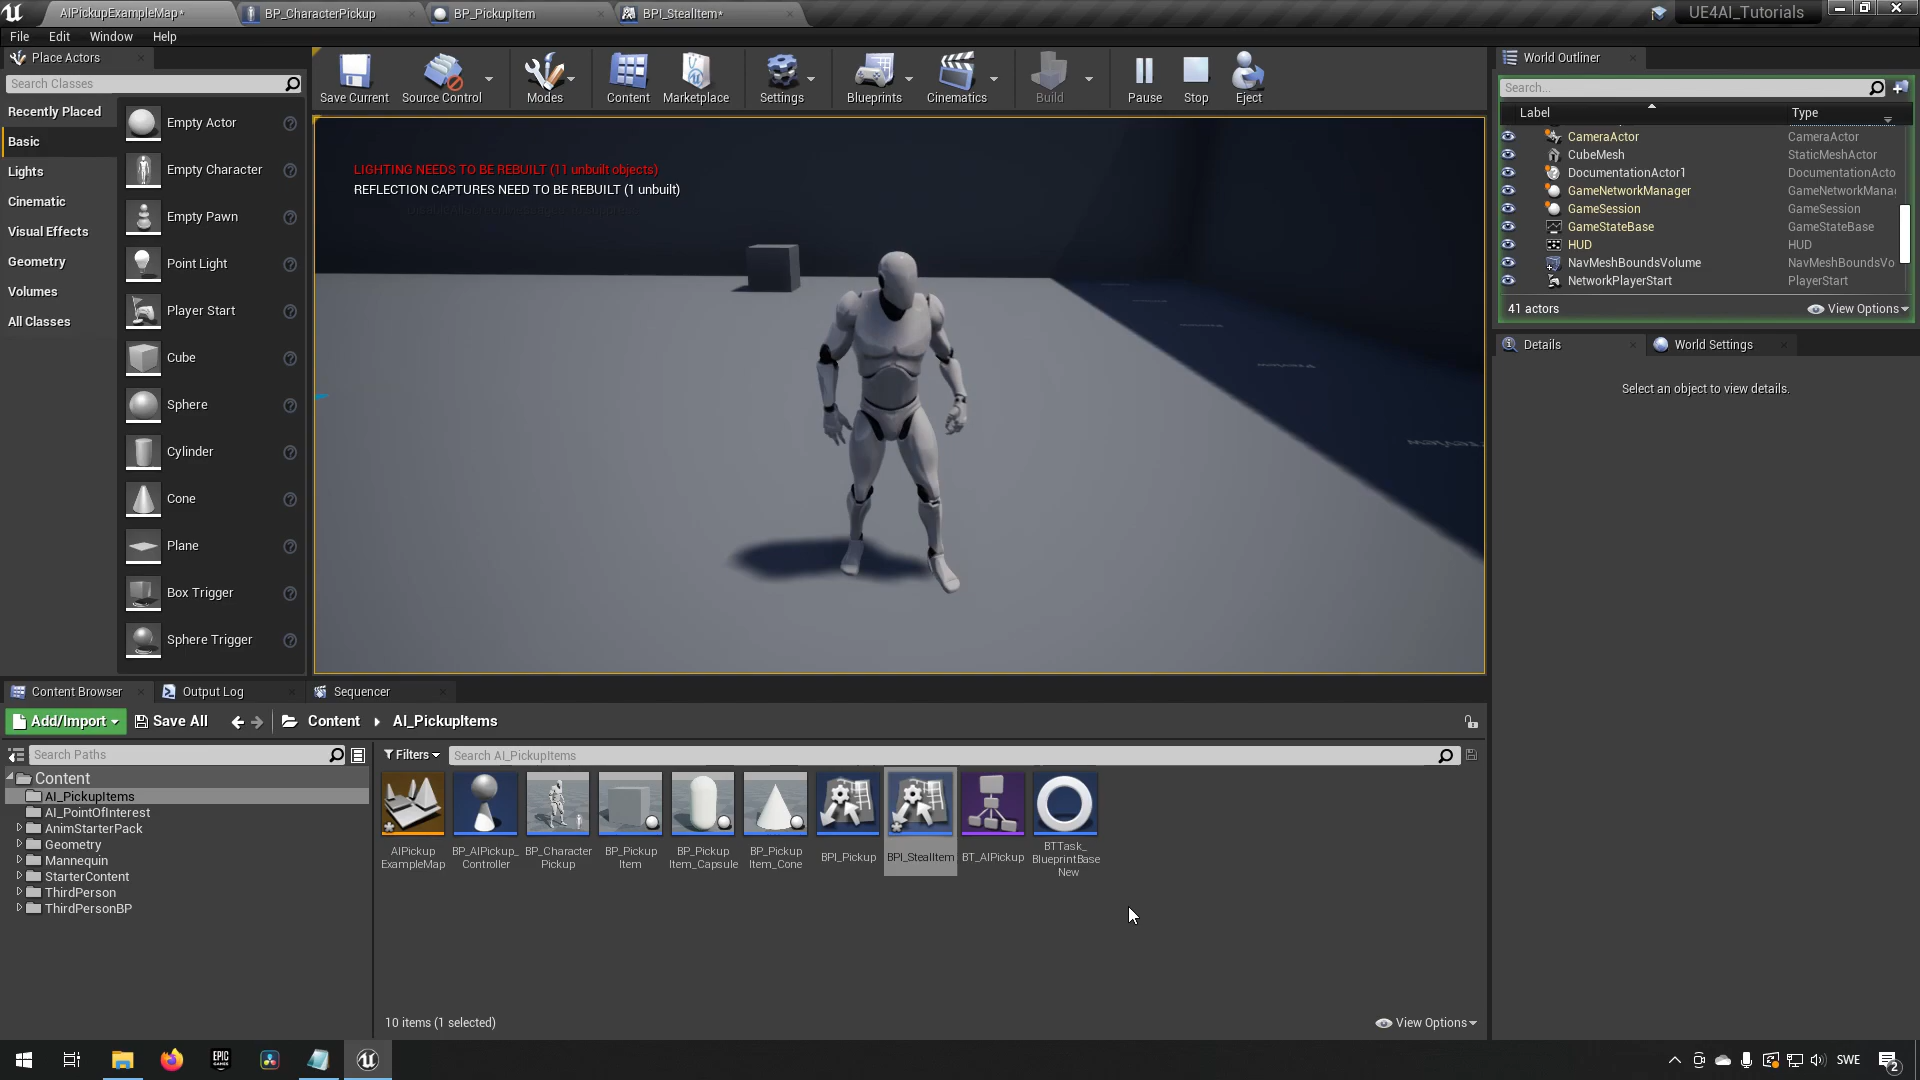 AIPickupExampleMap*
BP_CharacterPickup
BP_PickupItem
BPI_StealItem*
UE4AI_Tutorials
File Edit Window Help
Place Actors
Search Classes
Recently Placed
Basic
Lights
Cinematic
Visual Effects
Geometry
Volumes
All Classes
Empty Actor
Empty Character
Empty Pawn
Point Light
Player Start
Cube
Sphere
Cylinder
Cone
Plane
Box Trigger
Sphere Trigger
Save Current
Source Control
Modes
Content
Marketplace
Settings
Blueprints
Cinematics
Build
Pause
Stop
Eject
LIGHTING NEEDS TO BE REBUILT (11 unbuilt objects)
REFLECTION CAPTURES NEED TO BE REBUILT (1 unbuilt)
World Outliner
Search...
Label Type
CameraActor CameraActor
CubeMesh StaticMeshActor
DocumentationActor1 DocumentationActo
GameNetworkManager GameNetworkMana
GameSession GameSession
GameStateBase GameStateBase
HUD HUD
NavMeshBoundsVolume NavMeshBoundsVo
NetworkPlayerStart PlayerStart
41 actors View Options
Details World Settings
Select an object to view details.
Content Browser
Output Log
Sequencer
Add/Import Save All Content AI_PickupItems
Search Paths
Filters Search AI_PickupItems
Content
AI_PickupItems
AI_PointOfInterest
AnimStarterPack
Geometry
Mannequin
StarterContent
ThirdPerson
ThirdPersonBP
AIPickup
ExampleMap
BP_AIPickup_
Controller
BP_Character
Pickup
BP_Pickup
Item
BP_Pickup
Item_Capsule
BP_Pickup
Item_Cone
BPI_Pickup
BPI_StealItem
BT_AIPickup
BTTask_
BlueprintBase
New
10 items (1 selected)
View Options
EPIC
GAMES
SWE
2